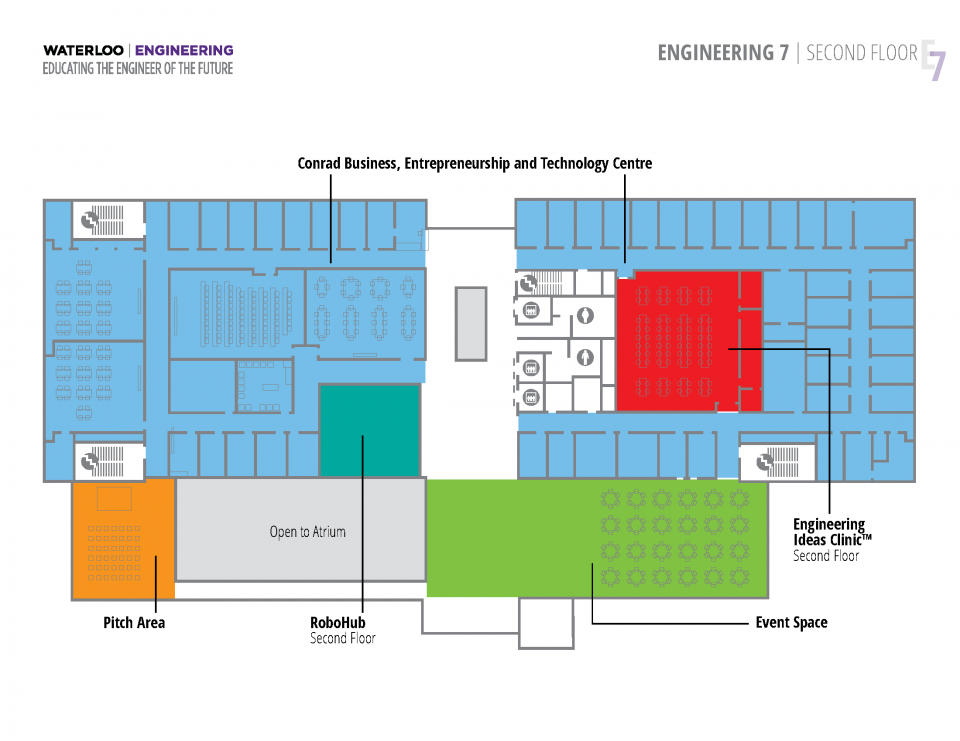 WATERLOO | ENGINEERING
EDUCATING THE ENGINEER OF THE FUTURE
ENGINEERING 7 | SECOND FLOOR
E7
Conrad Business, Entrepreneurship and Technology Centre
Open to Atrium
Engineering
Ideas Clinic™
Second Floor
Pitch Area
RoboHub
Second Floor
Event Space